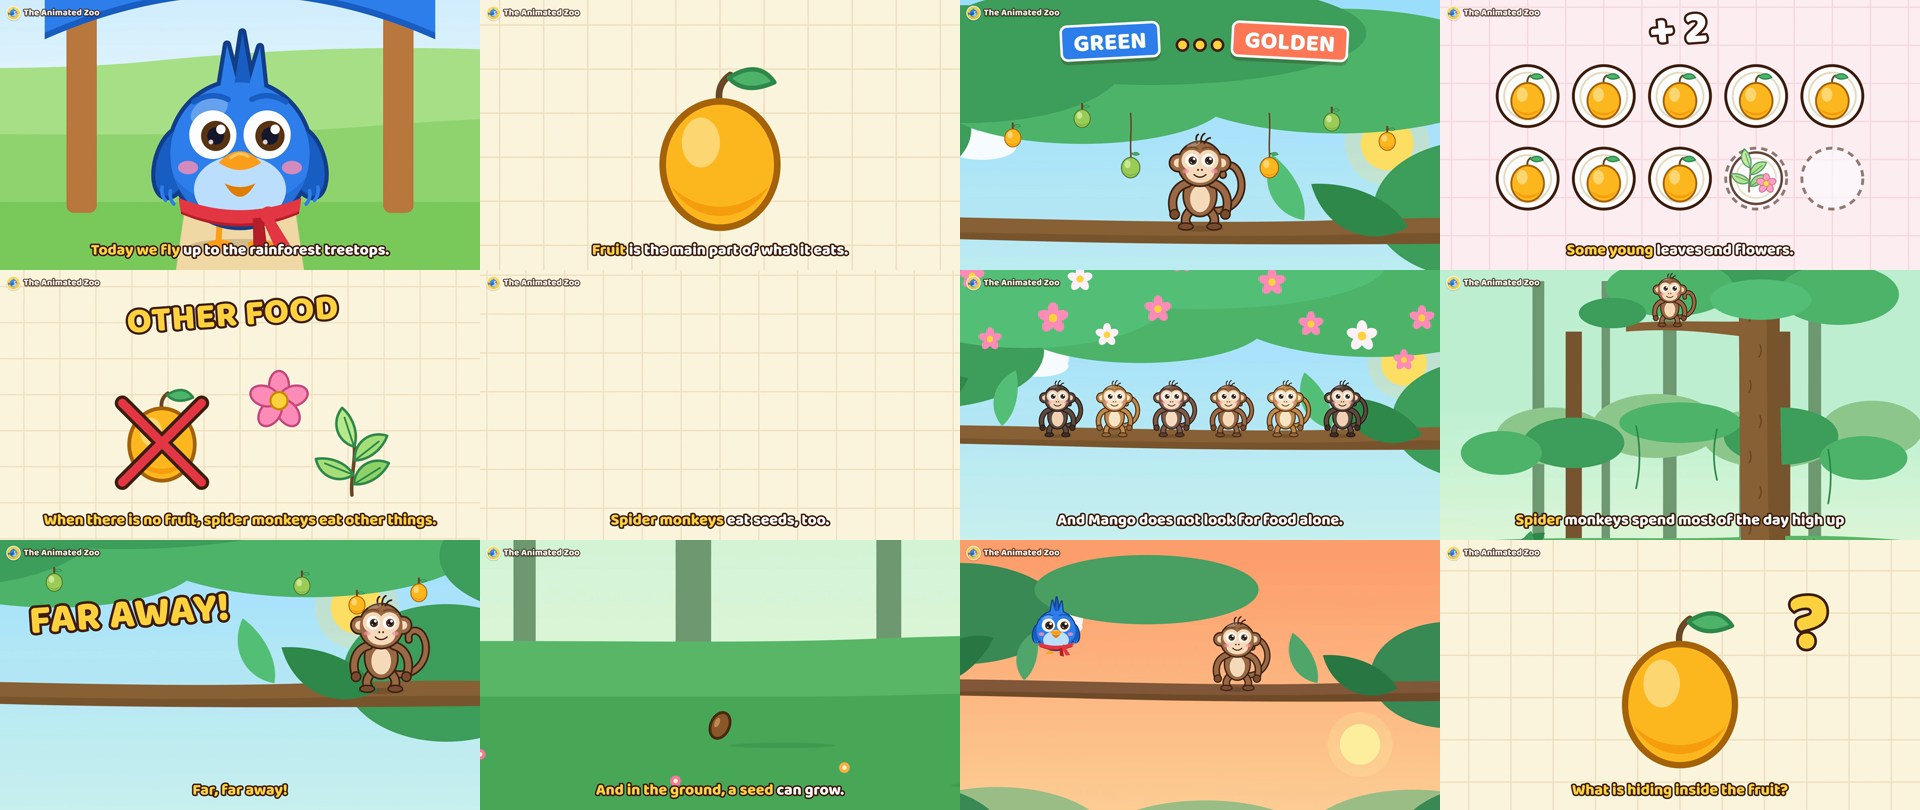 The Animated Zoo
Today we fly up to the rainforest treetops.
The Animated Zoo
Fruit is the main part of what it eats.
The Animated Zoo
GREEN
GOLDEN
The Animated Zoo
+ 2
Some young leaves and flowers.
The Animated Zoo
OTHER FOOD
When there is no fruit, spider monkeys eat other things.
The Animated Zoo
Spider monkeys eat seeds, too.
The Animated Zoo
And Mango does not look for food alone.
The Animated Zoo
Spider monkeys spend most of the day high up
The Animated Zoo
FAR AWAY!
Far, far away!
The Animated Zoo
And in the ground, a seed can grow.
The Animated Zoo
The Animated Zoo
?
What is hiding inside the fruit?